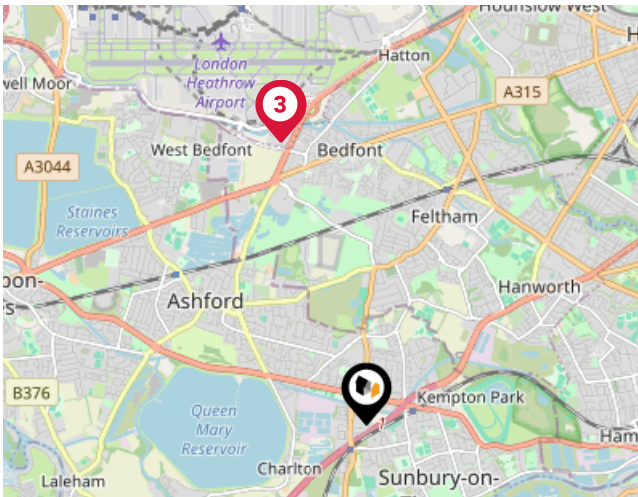 Hounslow West
Hatton
London
Heathrow
Airport
well Moor
A315
3
West Bedfont
Bedfont
A3044
Staines
Reservoirs
Feltham
Hanworth
Ashford
B376
Queen
Mary
Reservoir
Kempton Park
1
Charlton
Laleham
Sunbury-on-